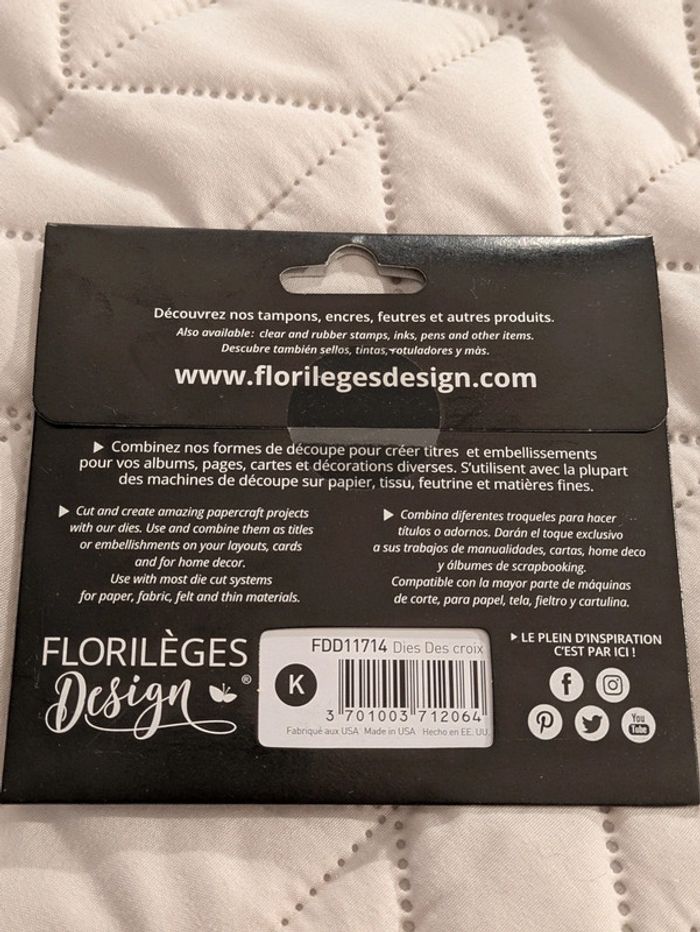 Découvrez nos tampons, encres, feutres et autres produits.
Also available: clear and rubber stamps, inks, pens and other items.
Descubre también sellos, tintas, rotuladores y màs.
www.florilegesdesign.com
▶ Combinez nos formes de découpe pour créer titres et embellissements
pour vos albums, pages, cartes et décorations diverses. S'utilisent avec la plupart
des machines de découpe sur papier, tissu, feutrine et matières fines.
▶ Cut and create amazing papercraft projects
with our dies. Use and combine them as titles
or embellishments on your layouts, cards
and for home decor.
Use with most die cut systems
for paper, fabric, felt and thin materials.
▶ Combina diferentes troqueles para hacer
títulos o adornos. Darán el toque exclusivo
a sus trabajos de manualidades, cartas, home deco
y álbumes de scrapbooking.
Compatible con la mayor parte de máquinas
de corte, para papel, tela, fieltro y cartulina.
FLORILÈGES
Design ®
FDD11714 Dies Des croix
K
3 701003 712064
Fabriqué aux USA Made in USA Hecho en EE. UU.
▶ LE PLEIN D'INSPIRATION
C'EST PAR ICI !
You
Tube